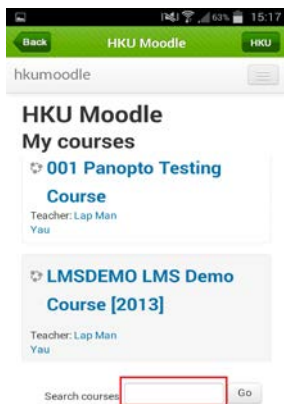 63% 15:17
Back HKU Moodle HKU
hkumoodle
HKU Moodle
My courses
001 Panopto Testing
Course
Teacher: Lap Man
Yau
LMSDEMO LMS Demo
Course [2013]
Teacher: Lap Man
Yau
Search courses Go